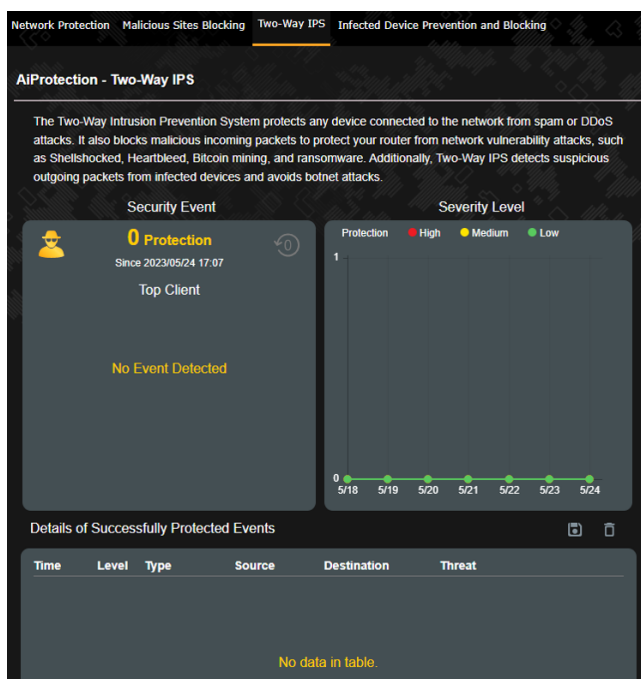 Network Protection Malicious Sites Blocking Two-Way IPS Infected Device Prevention and Blocking
AiProtection - Two-Way IPS
The Two-Way Intrusion Prevention System protects any device connected to the network from spam or DDoS
attacks. It also blocks malicious incoming packets to protect your router from network vulnerability attacks, such
as Shellshocked, Heartbleed, Bitcoin mining, and ransomware. Additionally, Two-Way IPS detects suspicious
outgoing packets from infected devices and avoids botnet attacks.
Security Event
0 Protection
0
Since 2023/05/24 17:07
Top Client
No Event Detected
Severity Level
Protection High Medium Low
1
0
5/18 5/19 5/20 5/21 5/22 5/23 5/24
Details of Successfully Protected Events
Time Level Type Source Destination Threat
No data in table.